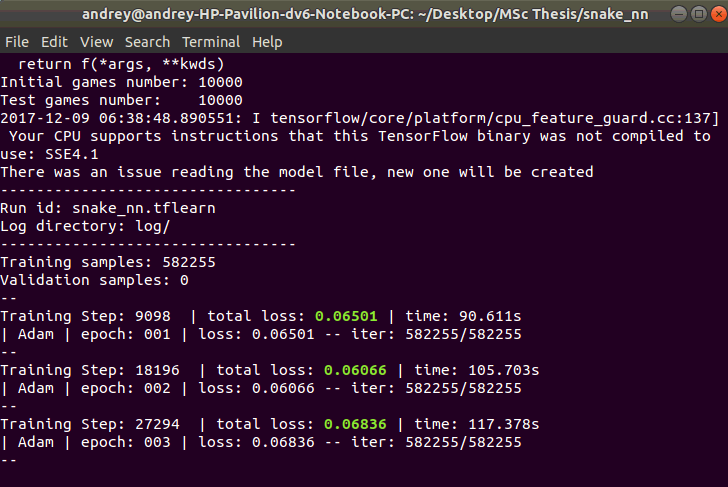 andrey@andrey-HP-Pavilion-dv6-Notebook-PC: ~/Desktop/MSc Thesis/snake_nn
File Edit View Search Terminal Help
  return f(*args, **kwds)
Initial games number: 10000
Test games number:    10000
2017-12-09 06:38:48.890551: I tensorflow/core/platform/cpu_feature_guard.cc:137]
 Your CPU supports instructions that this TensorFlow binary was not compiled to
use: SSE4.1
There was an issue reading the model file, new one will be created
---------------------------------
Run id: snake_nn.tflearn
Log directory: log/
---------------------------------
Training samples: 582255
Validation samples: 0
--
Training Step: 9098  | total loss: 0.06501 | time: 90.611s
| Adam | epoch: 001 | loss: 0.06501 -- iter: 582255/582255
--
Training Step: 18196  | total loss: 0.06066 | time: 105.703s
| Adam | epoch: 002 | loss: 0.06066 -- iter: 582255/582255
--
Training Step: 27294  | total loss: 0.06836 | time: 117.378s
| Adam | epoch: 003 | loss: 0.06836 -- iter: 582255/582255
--